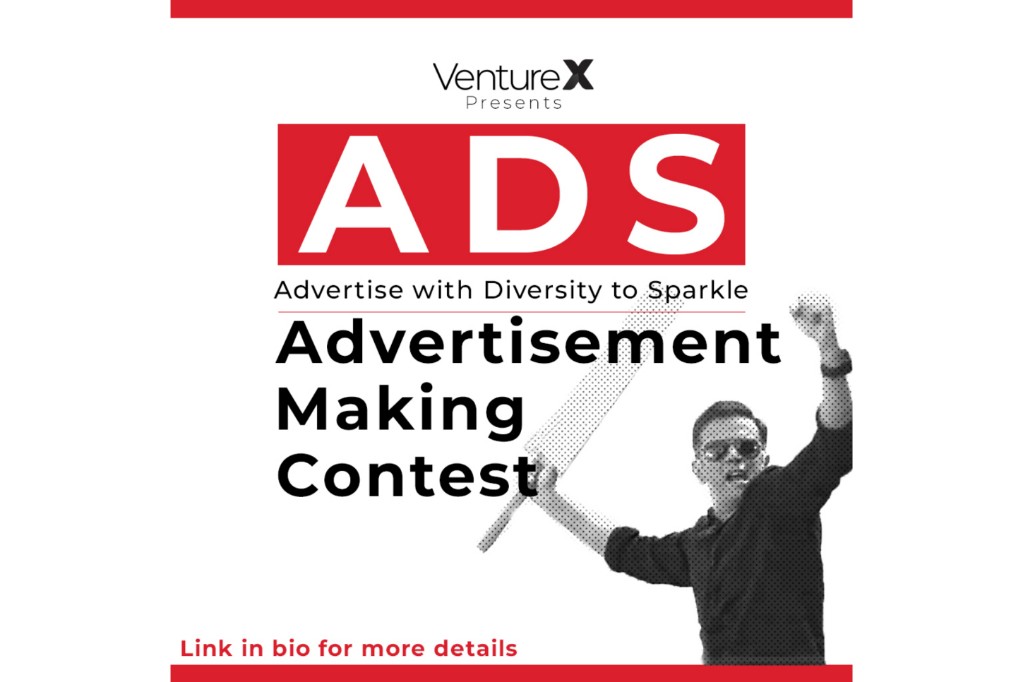 VentureX
Presents
ADS
Advertise with Diversity to Sparkle
Advertisement
Making
Contest
Link in bio for more details